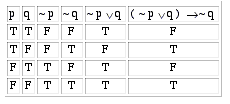 p q ~p ~q ~p ∨q (~p ∨q) →~q
T T F F T F
T F F T F T
F T T F T F
F F T T T T